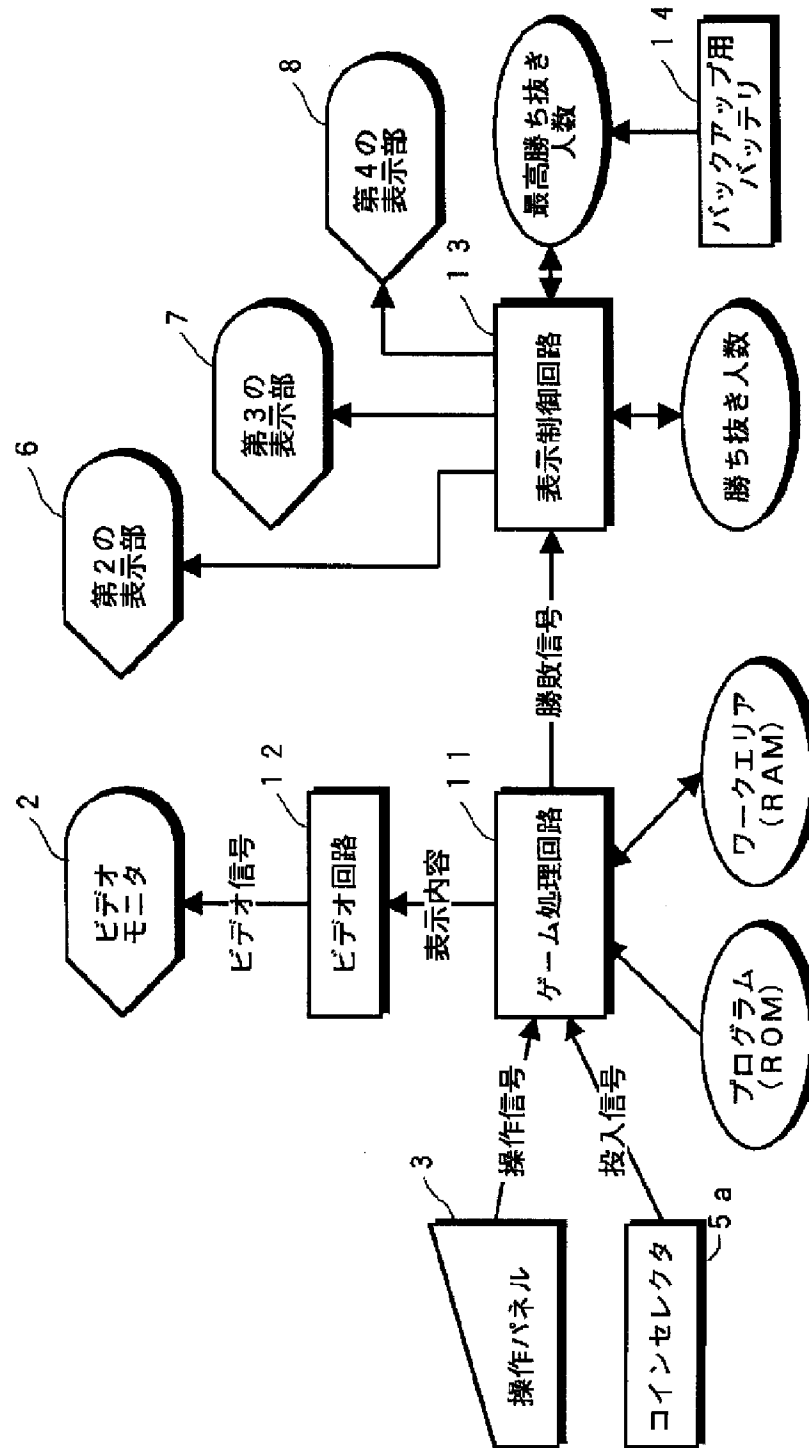 2
ビデオ
モニタ
ビデオ信号
12
ビデオ回路
表示内容
3
操作パネル
操作信号
5a
コインセレクタ
投入信号
11
ゲーム処理回路
プログラム
(ROM)
ワークエリア
(RAM)
勝敗信号
6
第2の
表示部
7
第3の
表示部
8
第4の
表示部
13
表示制御回路
勝ち抜き人数
最高勝ち抜き
人数
14
バックアップ用
バッテリ